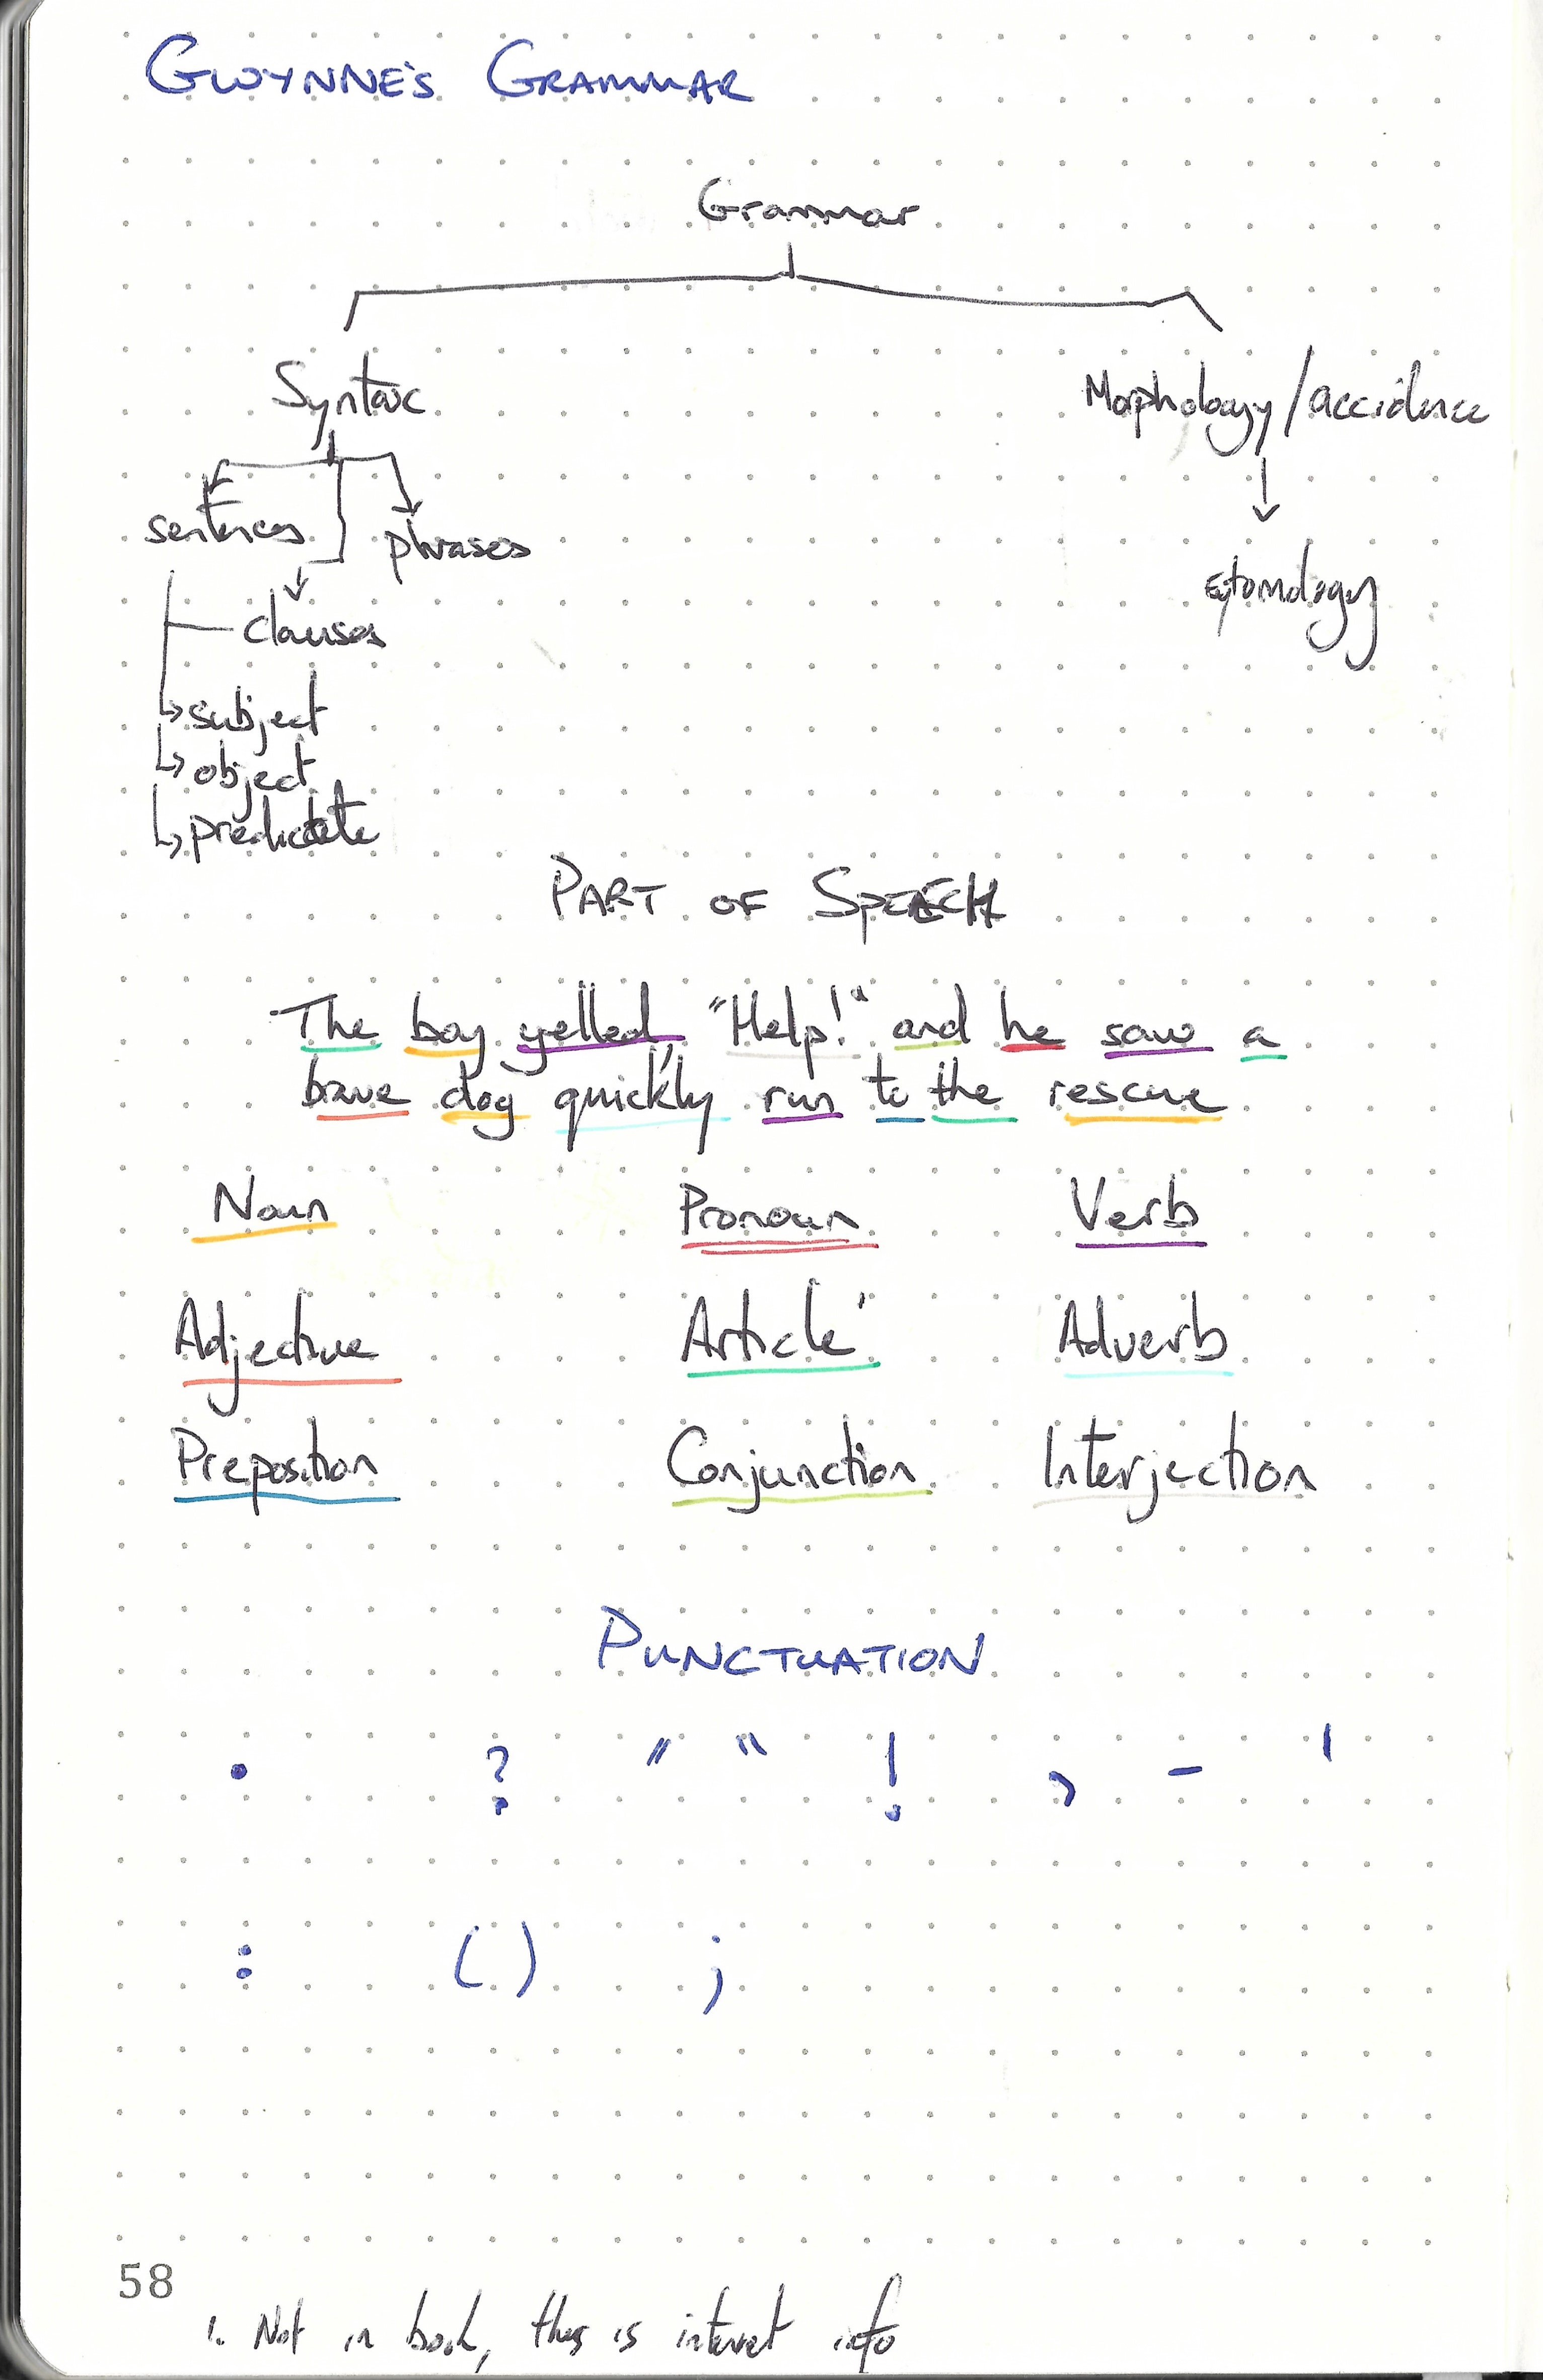 GWYNNE'S GRAMMAR
Grammar
Syntax
Morphology/accidence
sentences
phrases
Eytomology
clauses
subject
object
predictate
PART OF SPEECH
The boy yelled, "Help!" and he saw a
brave dog quickly run to the rescue
Noun Pronoun Verb
Adjective Article¹ Adverb
Preposition Conjunction Interjection
PUNCTUATION
. ? " " ! , - '
: ( ) ;
58
1. Not in book, this is internet info